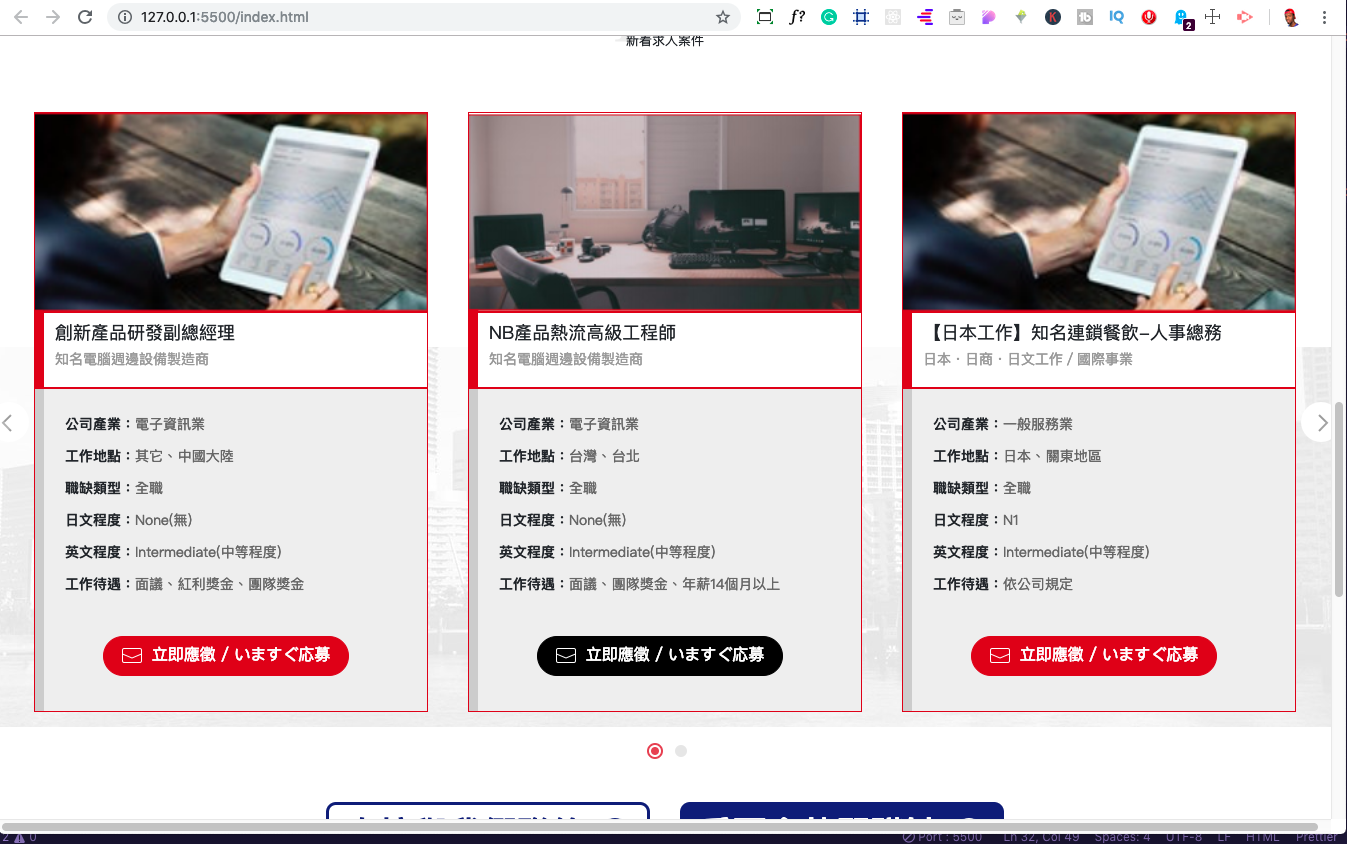 127.0.0.1:5500/index.html
新着求人案件
創新產品研發副總經理
知名電腦週邊設備製造商
公司產業：電子資訊業
工作地點：其它、中國大陸
職缺類型：全職
日文程度：None(無)
英文程度：Intermediate(中等程度)
工作待遇：面議、紅利獎金、團隊獎金
立即應徵 / いますぐ応募
NB產品熱流高級工程師
知名電腦週邊設備製造商
公司產業：電子資訊業
工作地點：台灣、台北
職缺類型：全職
日文程度：None(無)
英文程度：Intermediate(中等程度)
工作待遇：面議、團隊獎金、年薪14個月以上
立即應徵 / いますぐ応募
【日本工作】知名連鎖餐飲-人事總務
日本．日商．日文工作 / 國際事業
公司產業：一般服務業
工作地點：日本、關東地區
職缺類型：全職
日文程度：N1
英文程度：Intermediate(中等程度)
工作待遇：依公司規定
立即應徵 / いますぐ応募
2 0 Port : 5500 Ln 32, Col 49 Spaces: 4 UTF-8 LF HTML Prettier